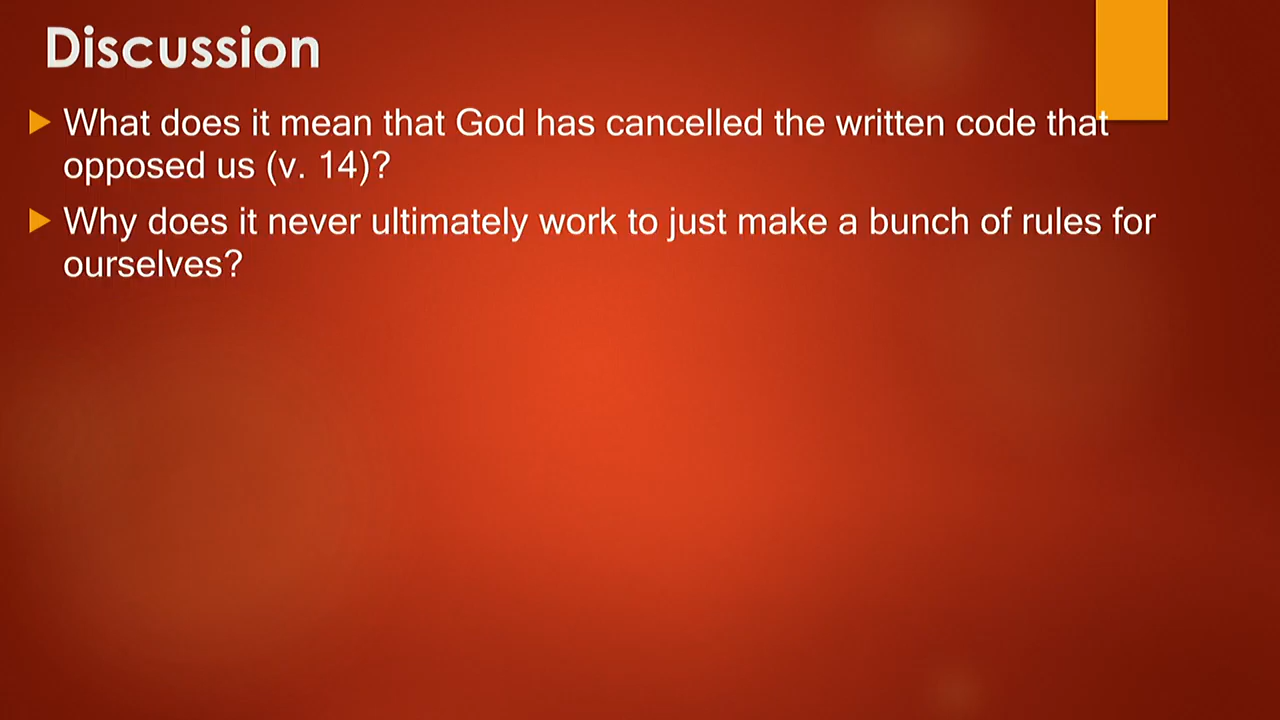 Discussion
What does it mean that God has cancelled the written code that
opposed us (v. 14)?
Why does it never ultimately work to just make a bunch of rules for
ourselves?